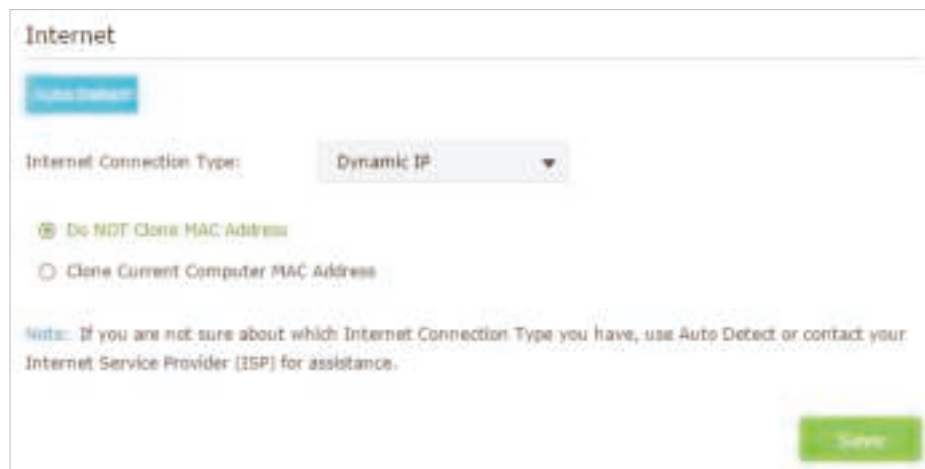 Internet
Auto Detect
Internet Connection Type: Dynamic IP
Do NOT Clone MAC Address
Clone Current Computer MAC Address
Note: If you are not sure about which Internet Connection Type you have, use Auto Detect or contact your
Internet Service Provider (ISP) for assistance.
Save